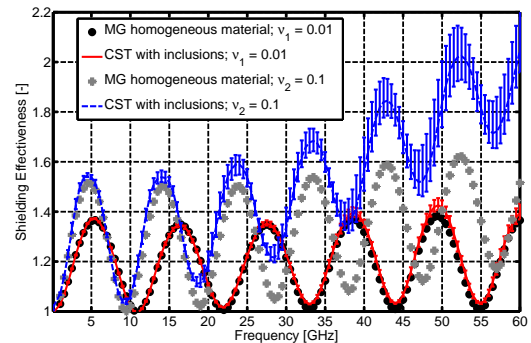 2.2
2
1.8
1.6
1.4
1.2
1
Shielding Effectiveness [-]
MG homogeneous material; ν1 = 0.01
CST with inclusions; ν1 = 0.01
MG homogeneous material; ν2 = 0.1
CST with inclusions; ν2 = 0.1
5 10 15 20 25 30 35 40 45 50 55 60
Frequency [GHz]